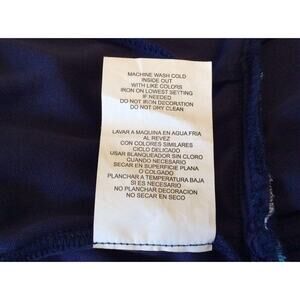 MACHINE WASH COLD
INSIDE OUT
WITH LIKE COLORS
IRON ON LOWEST SETTING
IF NEEDED
DO NOT IRON DECORATION
DO NOT DRY CLEAN
LAVAR A MAQUINA EN AGUA FRIA
AL REVEZ
CON COLORES SIMILARES
CICLO DELICADO
USAR BLANQUEADOR SIN CLORO
CUANDO NECESARIO
SECAR EN SUPERFICIE PLANA
O COLGADO
PLANCHAR A TEMPERATURA BAJA
SI ES NECESARIO
NO PLANCHAR DECORACION
NO SECAR EN SECO